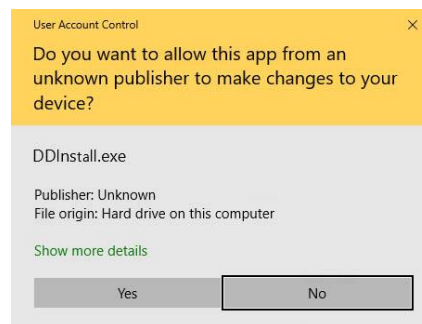 User Account Control
Do you want to allow this app from an
unknown publisher to make changes to your
device?
DDInstall.exe
Publisher: Unknown
File origin: Hard drive on this computer
Show more details
Yes
No